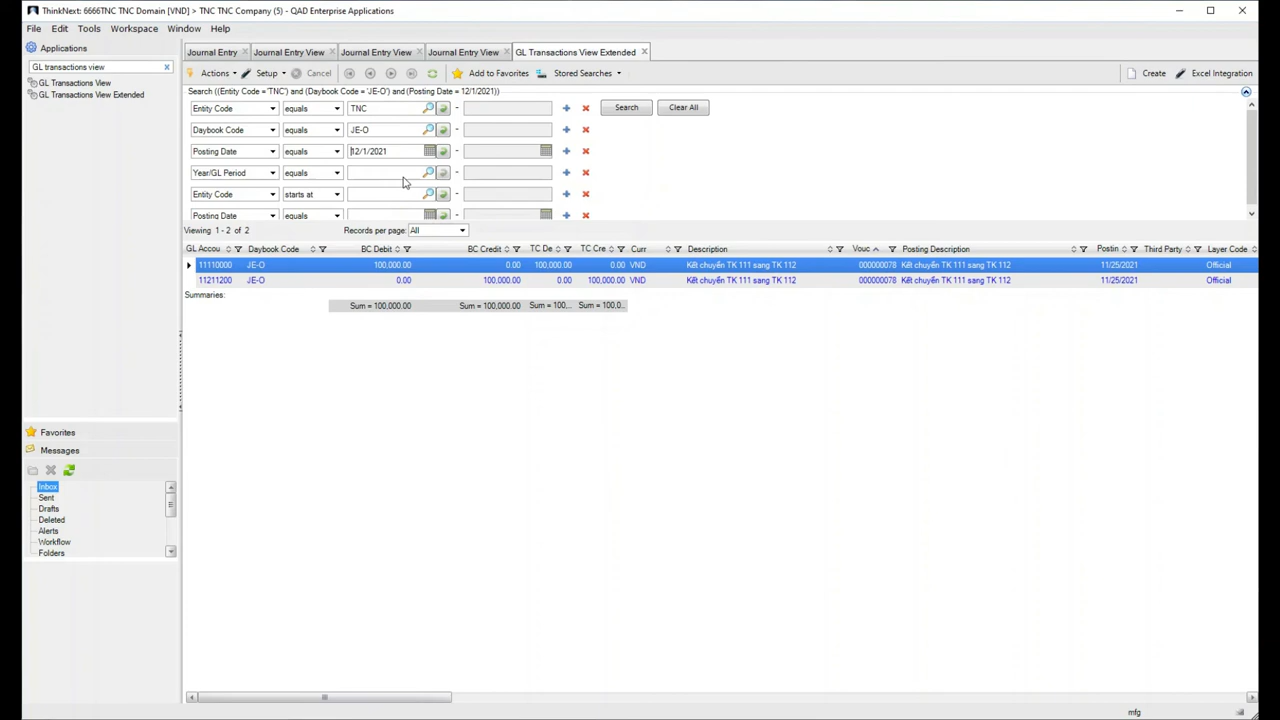 ThinkNext: 6666TNC TNC Domain [VND] > TNC TNC Company (5) - QAD Enterprise Applications
File Edit Tools Workspace Window Help
Applications
GL transactions view
GL Transactions View
GL Transactions View Extended
Journal Entry Journal Entry View Journal Entry View Journal Entry View GL Transactions View Extended
Actions Setup Cancel Add to Favorites Stored Searches Create Excel Integration
Search ((Entity Code = 'TNC') and (Daybook Code = 'JE-O') and (Posting Date = 12/1/2021))
Entity Code equals TNC - Search Clear All
Daybook Code equals JE-O -
Posting Date equals 12/1/2021 -
Year/GL Period equals -
Entity Code starts at -
Posting Date equals -
Viewing 1 - 2 of 2 Records per page: All
GL Accou Daybook Code BC Debit BC Credit TC De TC Cre Curr Description Vouc Posting Description Postin Third Party Layer Code
11110000 JE-O 100,000.00 0.00 100,000.00 0.00 VND Kết chuyển TK 111 sang TK 112 000000078 Kết chuyển TK 111 sang TK 112 11/25/2021 Official
11211200 JE-O 0.00 100,000.00 0.00 100,000.00 VND Kết chuyển TK 111 sang TK 112 000000078 Kết chuyển TK 111 sang TK 112 11/25/2021 Official
Summaries:
Sum = 100,000.00 Sum = 100,000.00 Sum = 100,... Sum = 100,0...
Favorites
Messages
Inbox
Sent
Drafts
Deleted
Alerts
Workflow
Folders
mfg